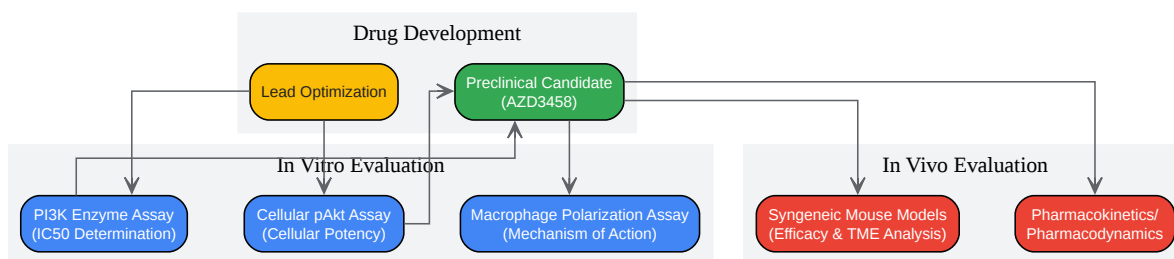 Drug Development
Lead Optimization
Preclinical Candidate
(AZD3458)
In Vitro Evaluation
In Vivo Evaluation
PI3K Enzyme Assay
(IC50 Determination)
Cellular pAkt Assay
(Cellular Potency)
Macrophage Polarization Assay
(Mechanism of Action)
Syngeneic Mouse Models
(Efficacy & TME Analysis)
Pharmacokinetics/
Pharmacodynamics